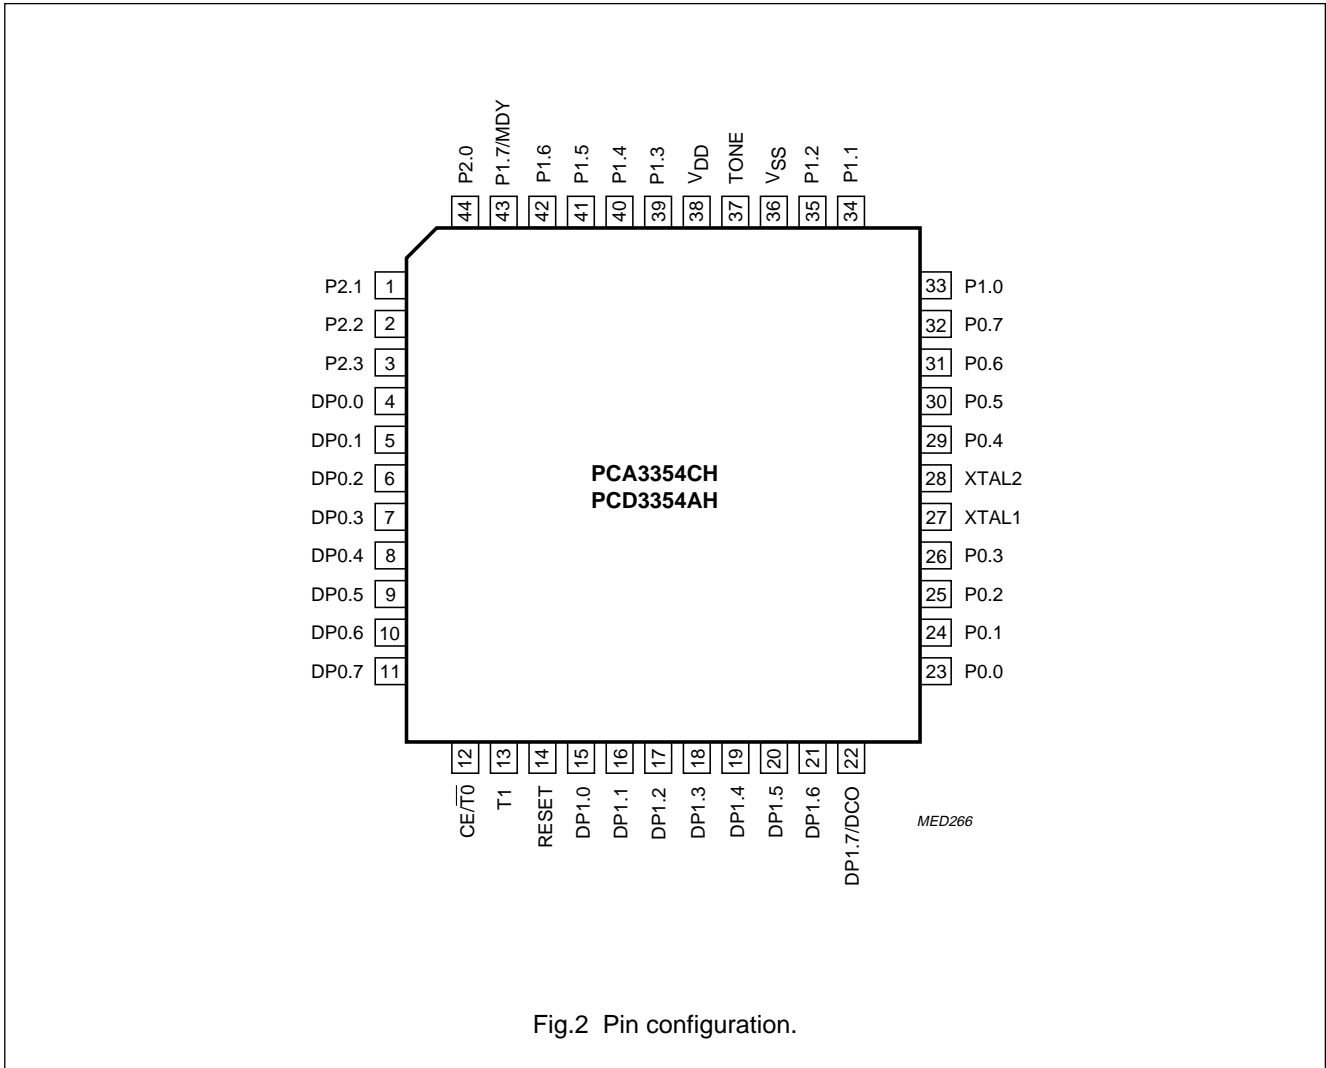 P2.0
P1.7/MDY
P1.6
P1.5
P1.4
P1.3
VDD
TONE
VSS
P1.2
P1.1
44
43
42
41
40
39
38
37
36
35
34
P2.1 1
P2.2 2
P2.3 3
DP0.0 4
DP0.1 5
DP0.2 6
DP0.3 7
DP0.4 8
DP0.5 9
DP0.6 10
DP0.7 11
PCA3354CH
PCD3354AH
33 P1.0
32 P0.7
31 P0.6
30 P0.5
29 P0.4
28 XTAL2
27 XTAL1
26 P0.3
25 P0.2
24 P0.1
23 P0.0
12
13
14
15
16
17
18
19
20
21
22
CE/T̅0̅
T1
RESET
DP1.0
DP1.1
DP1.2
DP1.3
DP1.4
DP1.5
DP1.6
DP1.7/DCO
MED266
Fig.2 Pin configuration.